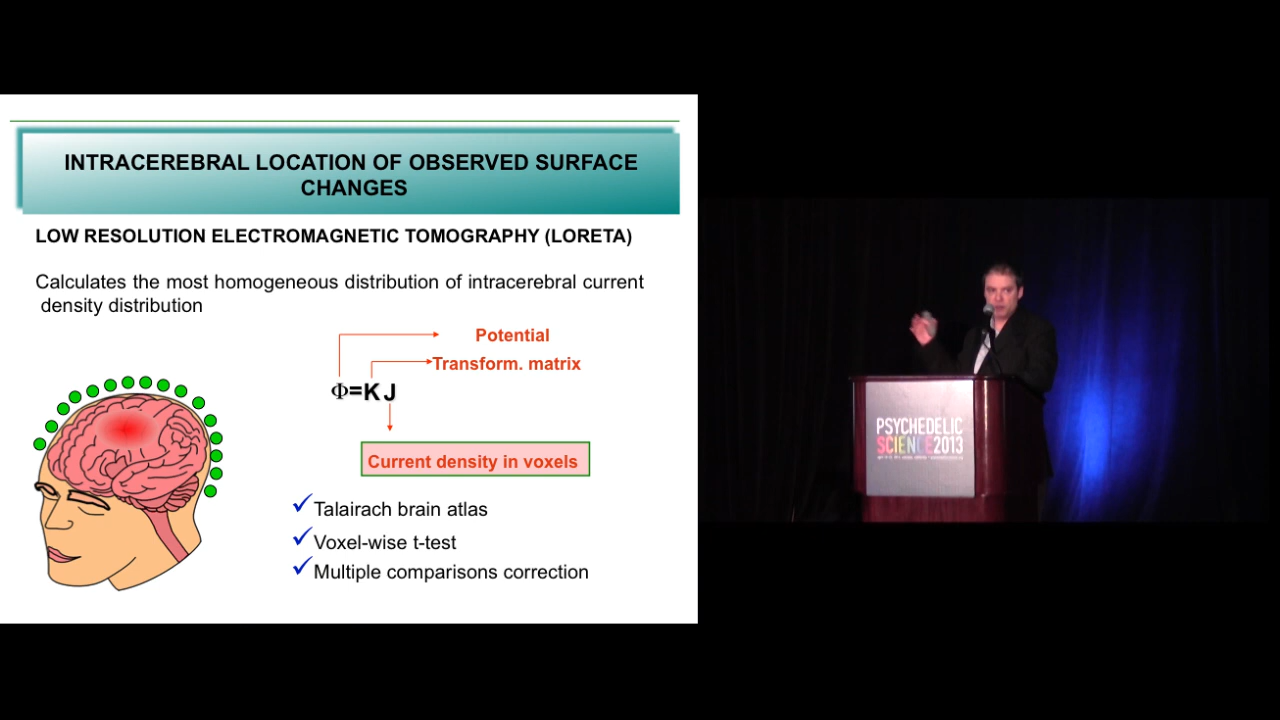 INTRACEREBRAL LOCATION OF OBSERVED SURFACE
CHANGES
LOW RESOLUTION ELECTROMAGNETIC TOMOGRAPHY (LORETA)
Calculates the most homogeneous distribution of intracerebral current
density distribution
Potential
Transform. matrix
Φ=KJ
Current density in voxels
✓Talairach brain atlas
✓Voxel-wise t-test
✓Multiple comparisons correction
PSYCHEDELIC
SCIENCE2013